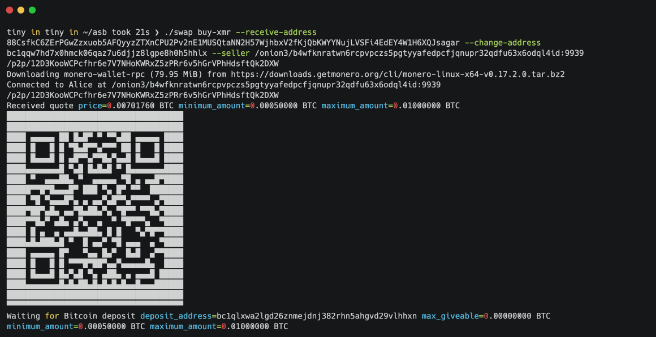 tiny in tiny in ~/asb took 21s ❯ ./swap buy-xmr --receive-address
88CsfkC6ZErPGwZzxuob5AFQyyzZTXnCPU2Pv2nE1MUSQtaNN2H57WjhbxV2fKjQbKWYYNujLVSFi4EdEY4W1H6XQJsagar --change-address
bc1qqw7hd7x0hmck06qaz7u6djjz8lgpe8h0h5hhlx --seller /onion3/b4wfknratwn6rcpvpczs5pgtyyafedpcfjqnupr32qdfu63x6odql4id:9939
/p2p/12D3KooWCPcfhr6e7V7NHoKWRxZ5zPRr6v5hGrVPhHdsftQk2DXW
Downloading monero-wallet-rpc (79.95 MiB) from https://downloads.getmonero.org/cli/monero-linux-x64-v0.17.2.0.tar.bz2
Connected to Alice at /onion3/b4wfknratwn6rcpvpczs5pgtyyafedpcfjqnupr32qdfu63x6odql4id:9939
/p2p/12D3KooWCPcfhr6e7V7NHoKWRxZ5zPRr6v5hGrVPhHdsftQk2DXW
Received quote price=0.00701760 BTC minimum_amount=0.00050000 BTC maximum_amount=0.01000000 BTC
Waiting for Bitcoin deposit deposit_address=bc1qlxwa2lgd26znmejdnj382rhn5ahgvd29vlhhxn max_giveable=0.00000000 BTC
minimum_amount=0.00050000 BTC maximum_amount=0.01000000 BTC